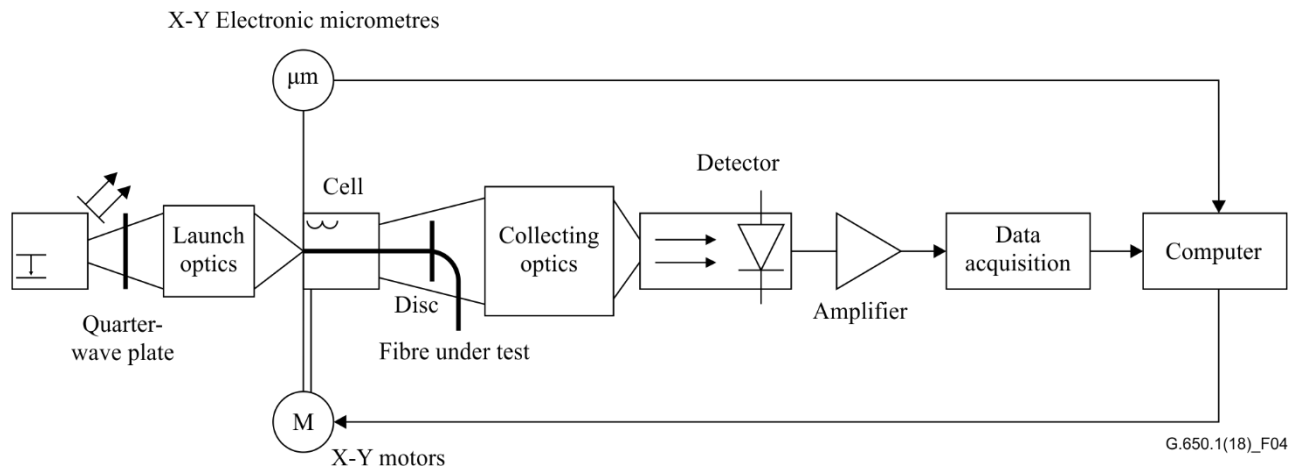 X-Y Electronic micrometres
μm
Detector
Cell
Launch
optics
Collecting
optics
Data
acquisition
Computer
Disc
Amplifier
Quarter-
wave plate
Fibre under test
M
X-Y motors
G.650.1(18)_F04